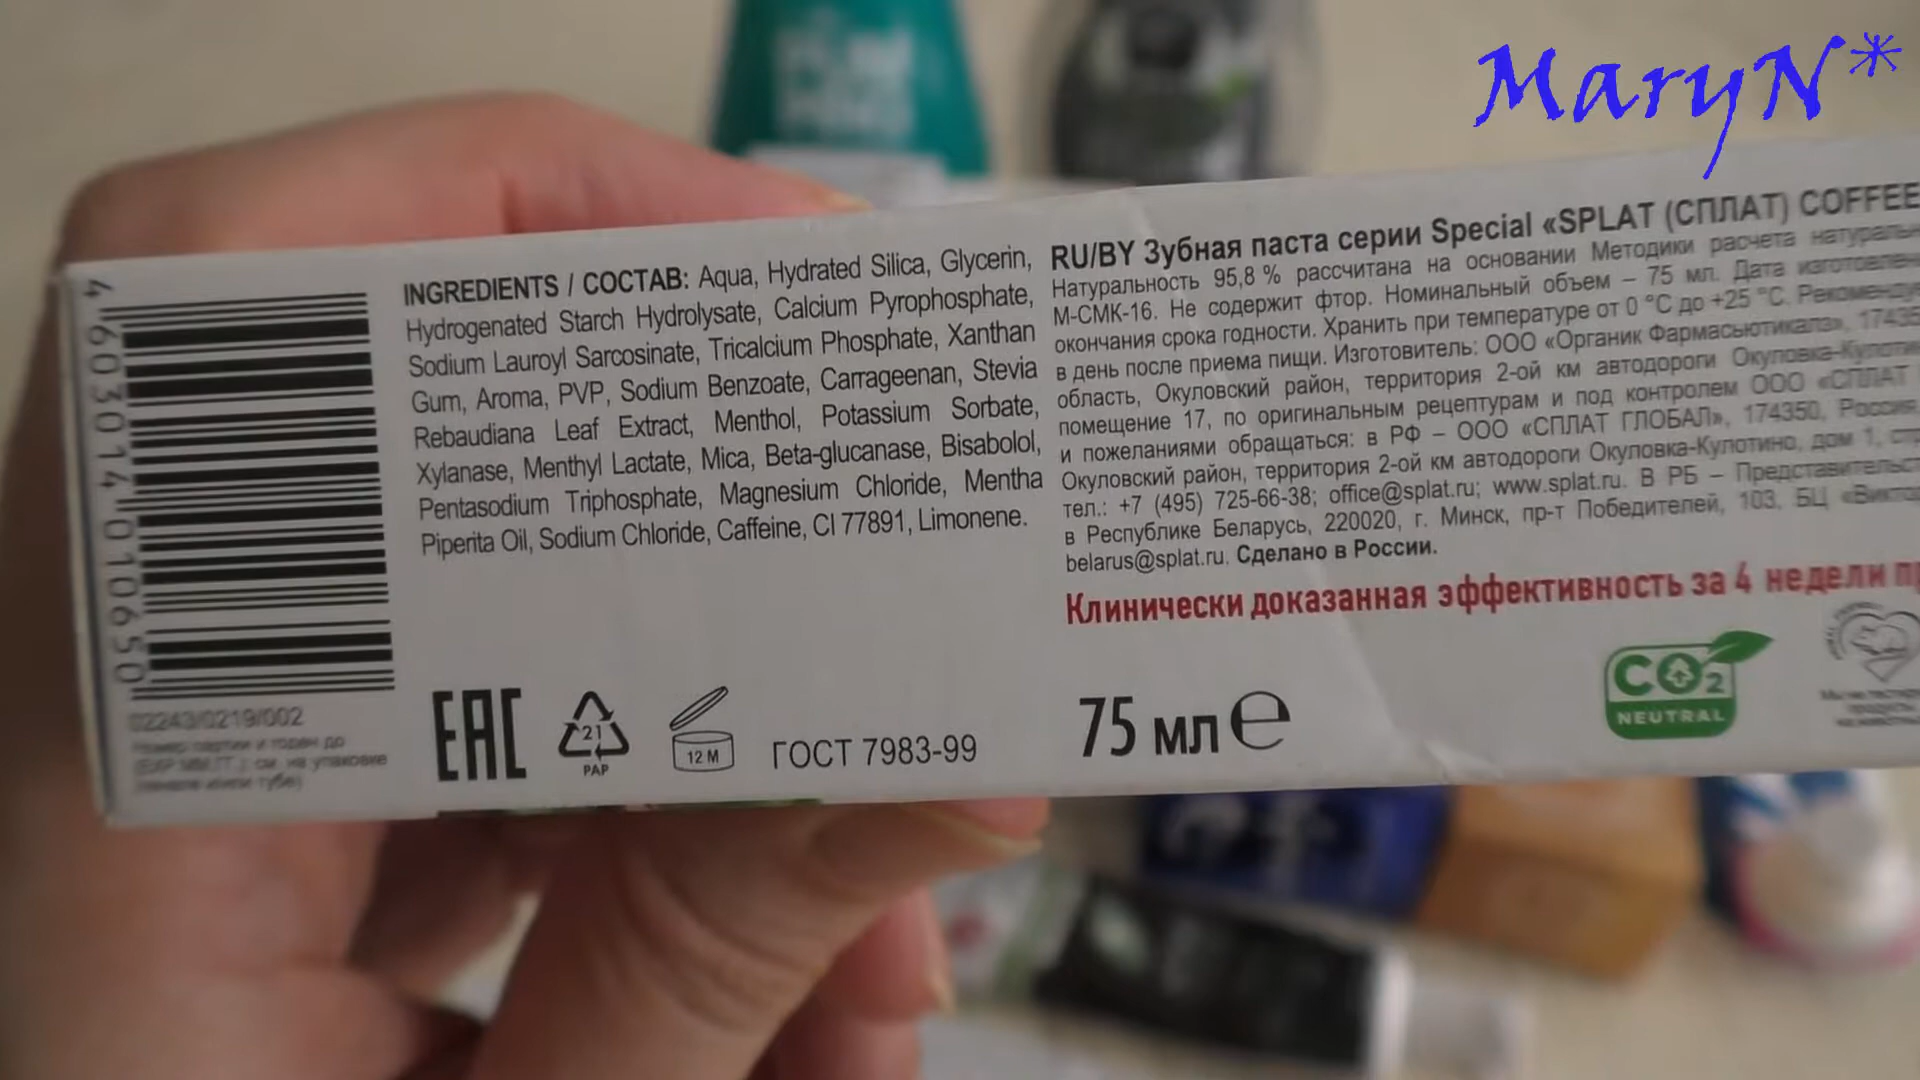 MaryN*
4603014010650
INGREDIENTS / СОСТАВ: Aqua, Hydrated Silica, Glycerin,
Hydrogenated Starch Hydrolysate, Calcium Pyrophosphate,
Sodium Lauroyl Sarcosinate, Tricalcium Phosphate, Xanthan
Gum, Aroma, PVP, Sodium Benzoate, Carrageenan, Stevia
Rebaudiana Leaf Extract, Menthol, Potassium Sorbate,
Xylanase, Menthyl Lactate, Mica, Beta-glucanase, Bisabolol,
Pentasodium Triphosphate, Magnesium Chloride, Mentha
Piperita Oil, Sodium Chloride, Caffeine, CI 77891, Limonene.
RU/BY Зубная паста серии Special «SPLAT (СПЛАТ) COFFEE
Натуральность 95,8 % рассчитана на основании Методики расчета
М-СМК-16. Не содержит фтор. Номинальный объем – 75 мл. Дата
окончания срока годности. Хранить при температуре от 0 °C до +25 °C.
в день после приема пищи. Изготовитель: ООО «Органик Фармасьютикалз», 17435
область, Окуловский район, территория 2-ой км автодороги Окуловка-
помещение 17, по оригинальным рецептурам и под контролем ООО «СПЛАТ
и пожеланиями обращаться: в РФ – ООО «СПЛАТ ГЛОБАЛ», 174350, Россия,
Окуловский район, территория 2-ой км автодороги Окуловка-Кулотино, дом 1,
тел.: +7 (495) 725-66-38; office@splat.ru; www.splat.ru. В РБ –
в Республике Беларусь, 220020, г. Минск, пр-т Победителей, 103, БЦ
belarus@splat.ru. Сделано в России.
Клинически доказанная эффективность за 4 недели
02243/0219/002
EAC
21
PAP
12 M
ГОСТ 7983-99
75 мл e
CO2
NEUTRAL